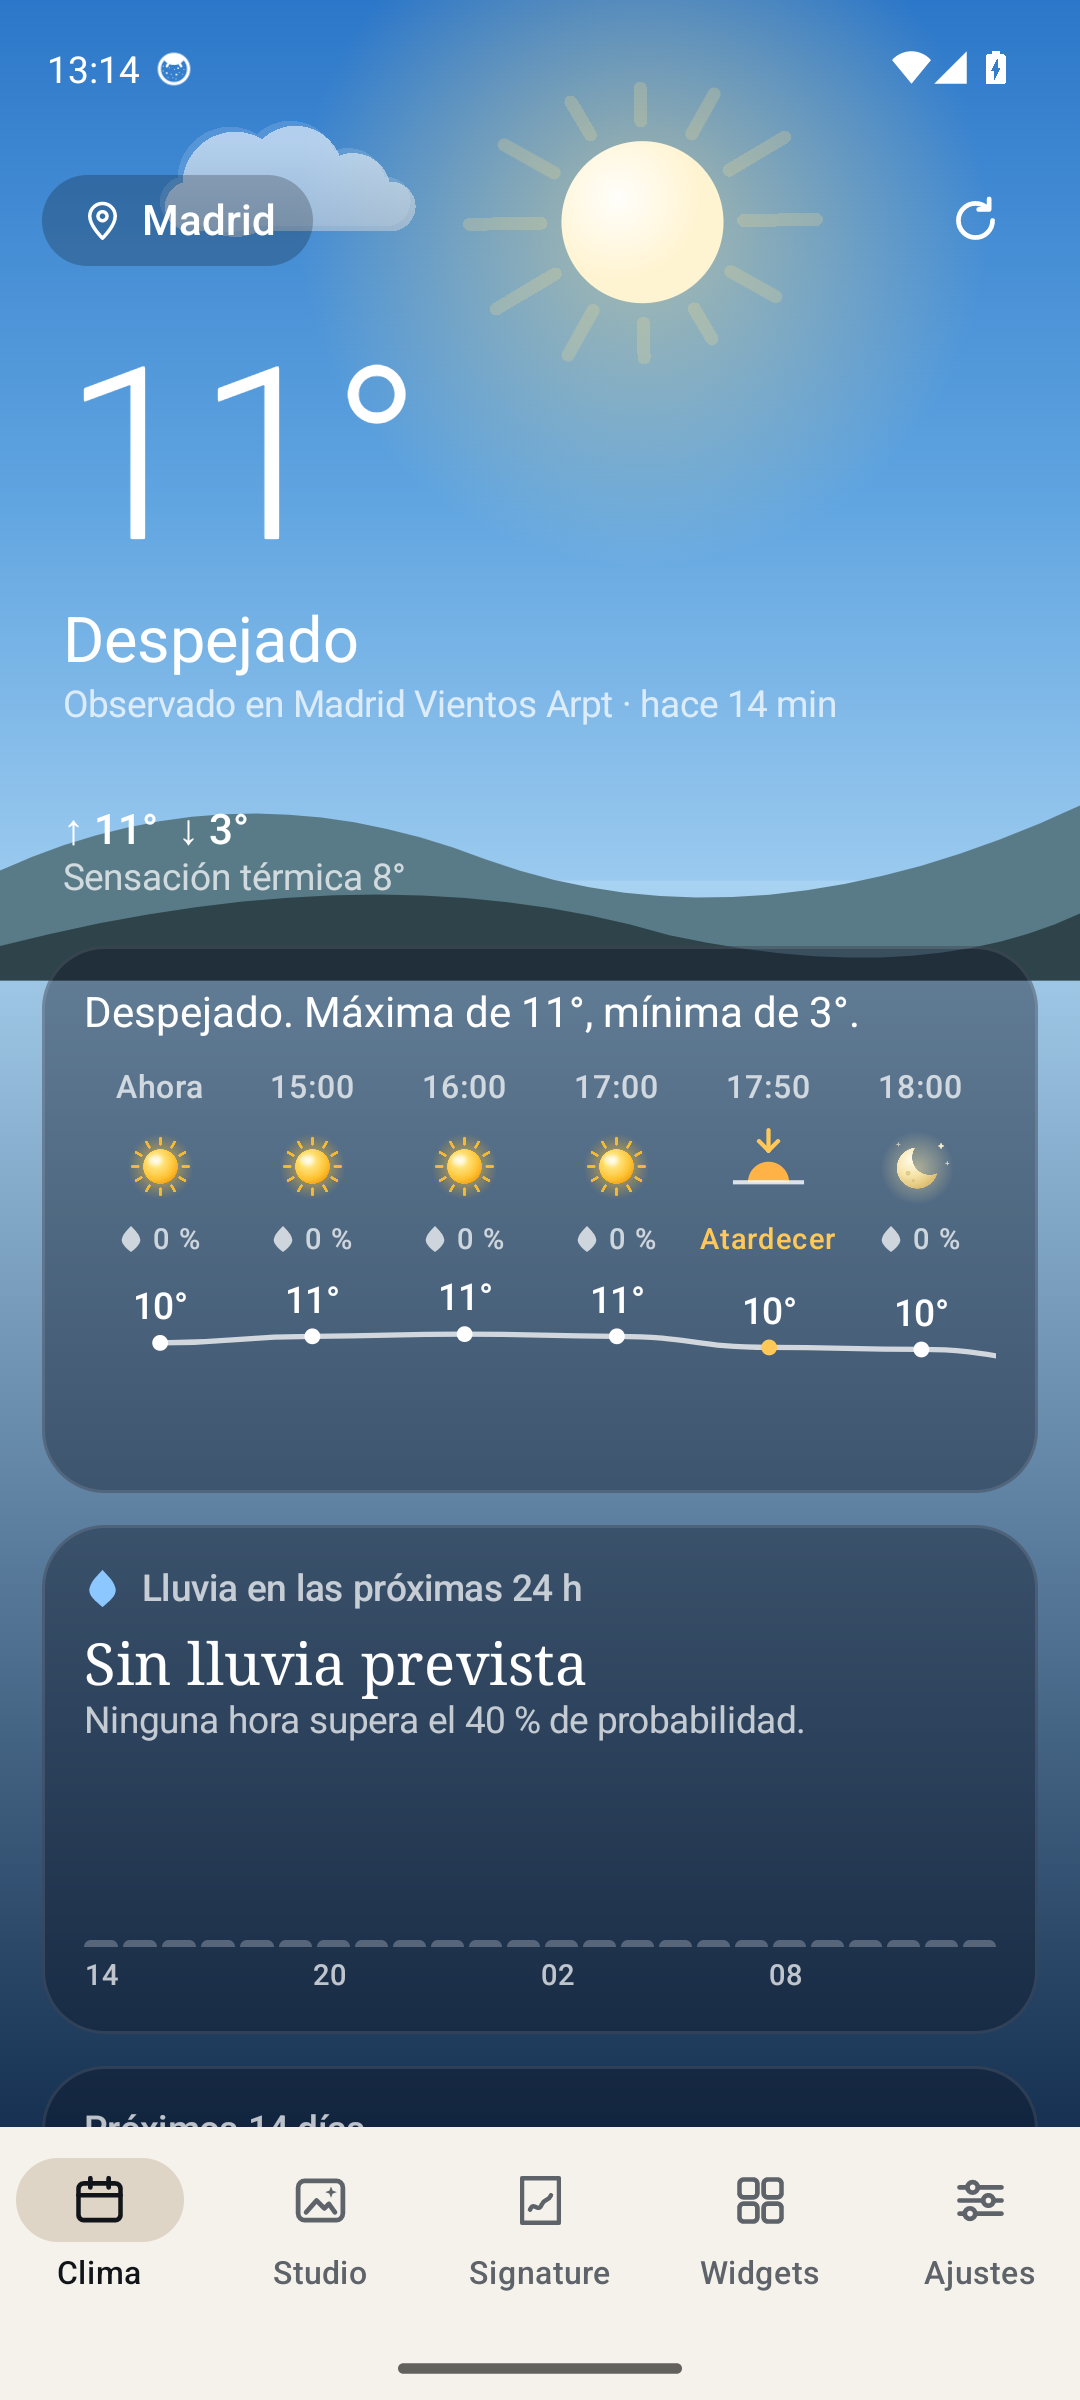 13:14
Madrid
11°
Despejado
Observado en Madrid Vientos Arpt · hace 14 min
↑ 11° ↓ 3°
Sensación térmica 8°
Despejado. Máxima de 11°, mínima de 3°.
Ahora 15:00 16:00 17:00 17:50 18:00
0 % 0 % 0 % 0 % Atardecer 0 %
10° 11° 11° 11° 10° 10°
Lluvia en las próximas 24 h
Sin lluvia prevista
Ninguna hora supera el 40 % de probabilidad.
14 20 02 08
Próximos 14 días
Clima Studio Signature Widgets Ajustes